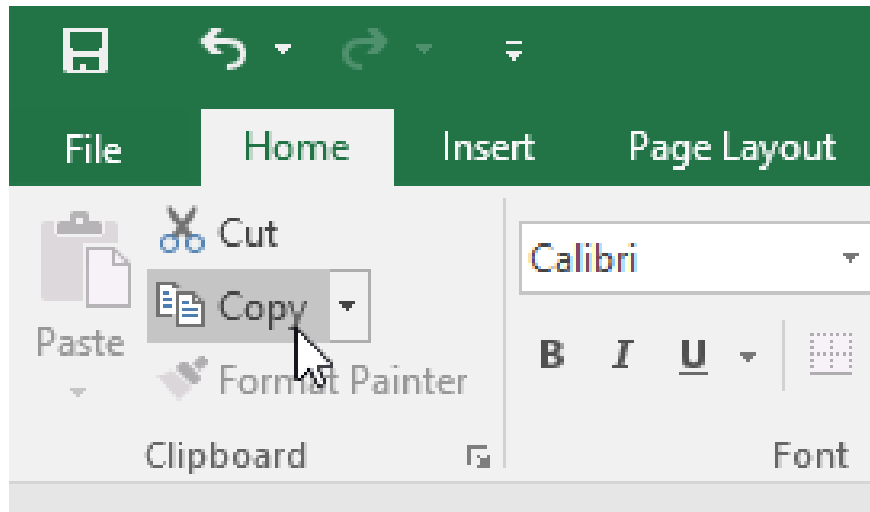 File Home Insert Page Layout
Cut
Calibri
Copy
Paste
B I U
Format Painter
Clipboard
Font